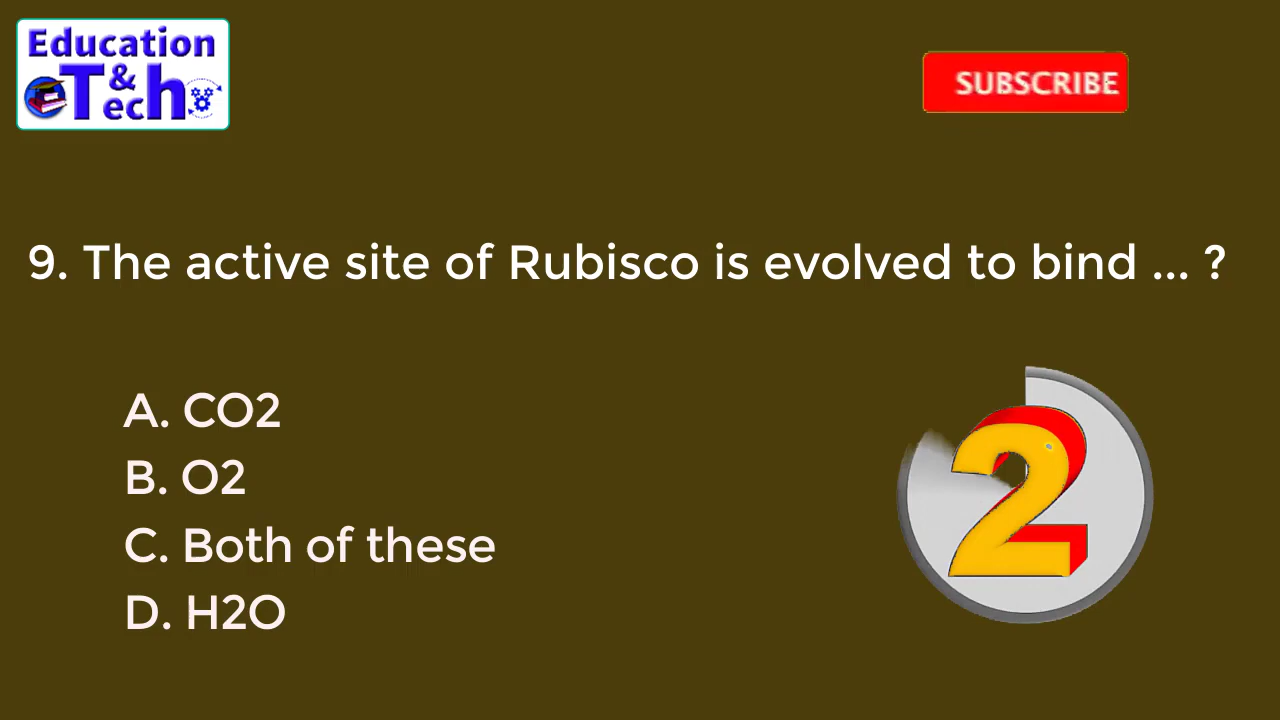 Education
&
Tech
SUBSCRIBE
9. The active site of Rubisco is evolved to bind ... ?
A. CO2
B. O2
C. Both of these
D. H2O
2